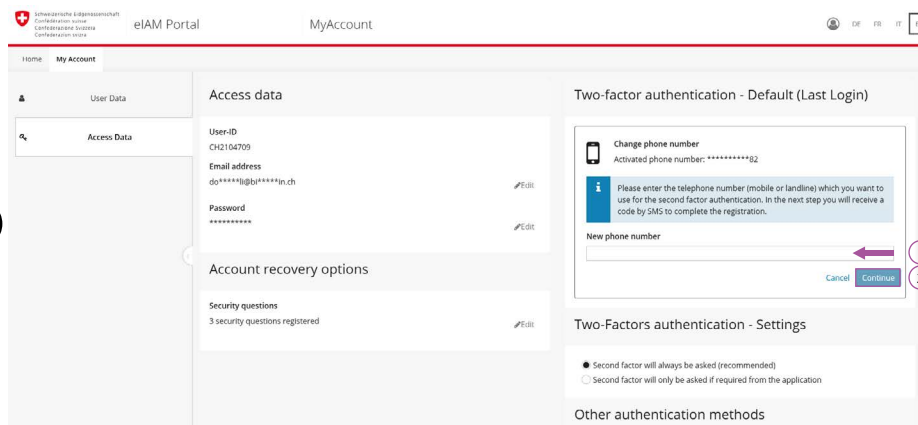 Schweizerische Eidgenossenschaft
Confédération suisse
Confederazione Svizzera
Confederaziun svizra
eIAM Portal
MyAccount
DE FR IT
Home My Account
User Data
Access Data
Access data
User-ID
CH2104709
Email address
do*****li@bi*****in.ch
Edit
Password
**********
Edit
Account recovery options
Security questions
3 security questions registered
Edit
Two-factor authentication - Default (Last Login)
Change phone number
Activated phone number: **********82
i
Please enter the telephone number (mobile or landline) which you want to
use for the second factor authentication. In the next step you will receive a
code by SMS to complete the registration.
New phone number
Cancel Continue
Two-Factors authentication - Settings
Second factor will always be asked (recommended)
Second factor will only be asked if required from the application
Other authentication methods